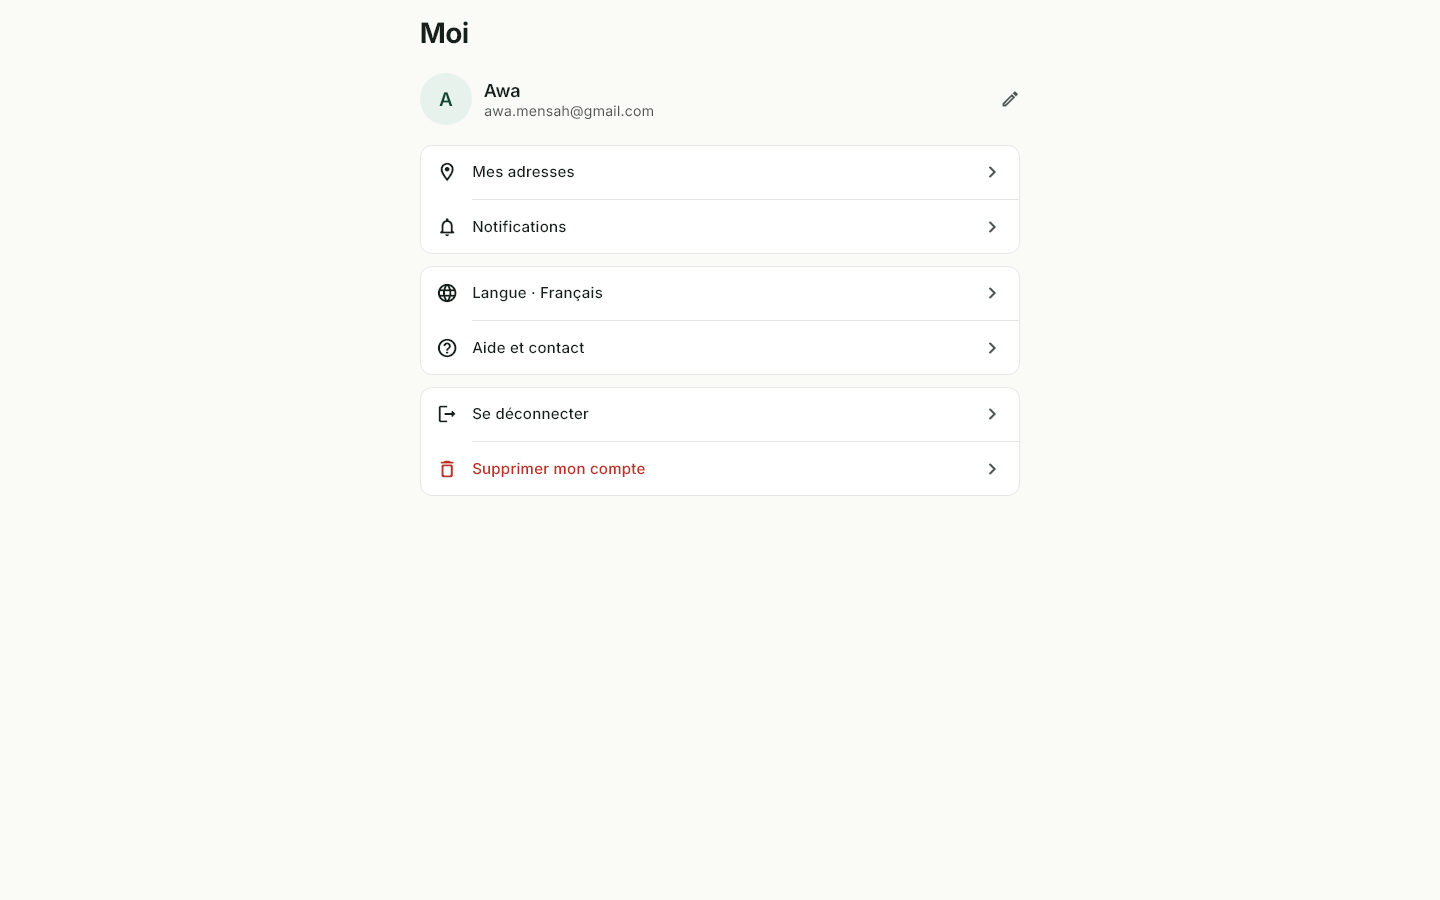 Moi
A
Awa
awa.mensah@gmail.com
Mes adresses
Notifications
Langue · Français
Aide et contact
Se déconnecter
Supprimer mon compte